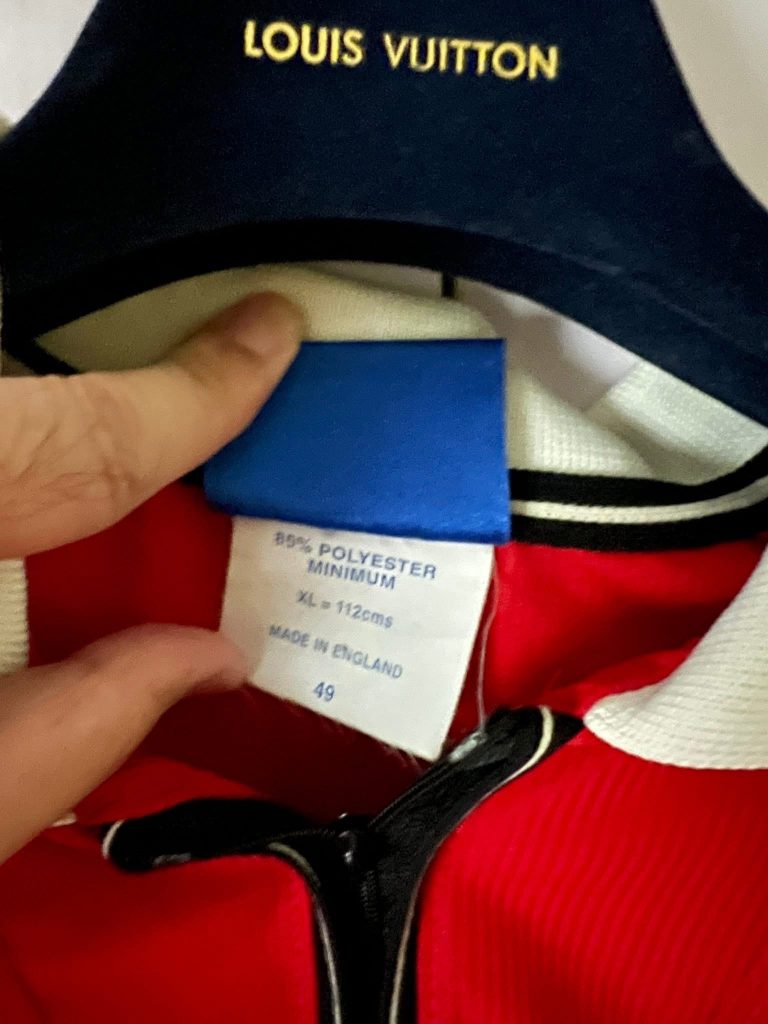 LOUIS VUITTON
85% POLYESTER
MINIMUM
XL = 112cms
MADE IN ENGLAND
49